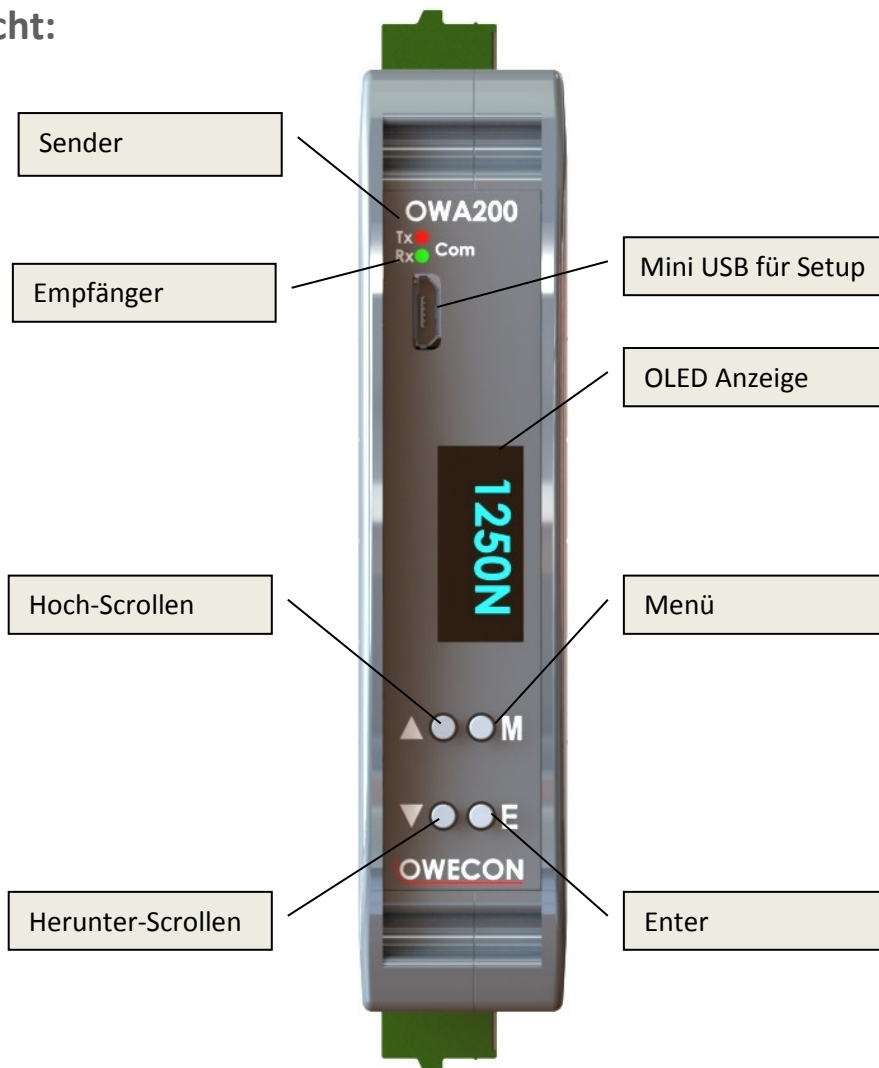 cht:
Sender
OWA200
Tx
Rx Com
Mini USB für Setup
Empfänger
OLED Anzeige
1250N
Hoch-Scrollen
Menü
M
E
OWECON
Herunter-Scrollen
Enter